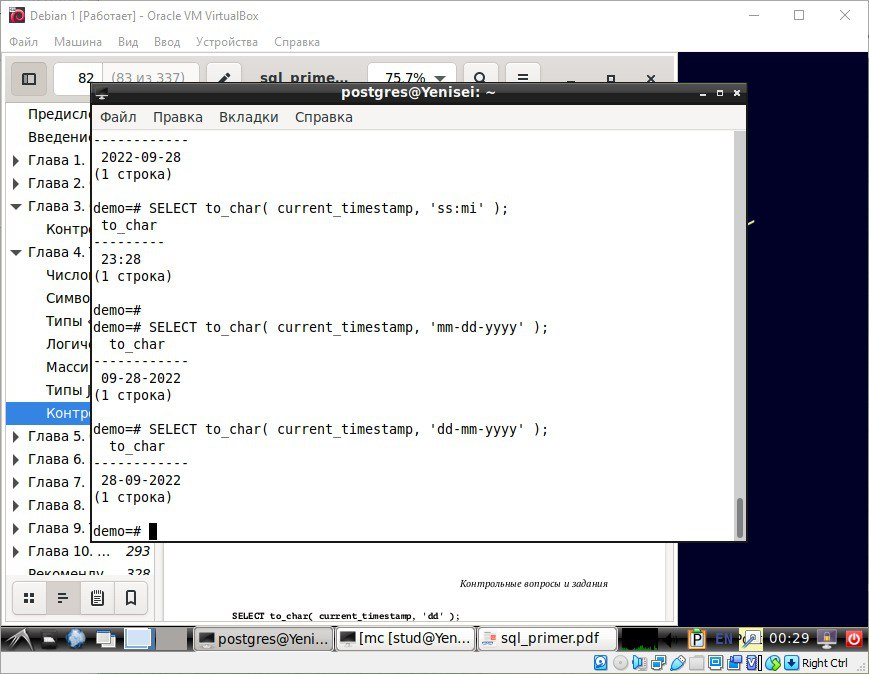 Debian 1 [Работает] - Oracle VM VirtualBox
Файл Машина Вид Ввод Устройства Справка
82 (83 из 337) sql_prime... 75,7%
postgres@Yenisei: ~
Файл Правка Вкладки Справка
Предисл
Введени
Глава 1.
Глава 2.
Глава 3.
Контр
Глава 4.
Число
Симво
Типы
Логич
Масси
Типы J
Контр
Глава 5.
Глава 6.
Глава 7.
Глава 8.
Глава 9.
Глава 10. ... 293
Рекоменду 328
------------
2022-09-28
(1 строка)
demo=# SELECT to_char( current_timestamp, 'ss:mi' );
to_char
---------
23:28
(1 строка)
demo=#
demo=# SELECT to_char( current_timestamp, 'mm-dd-yyyy' );
to_char
------------
09-28-2022
(1 строка)
demo=# SELECT to_char( current_timestamp, 'dd-mm-yyyy' );
to_char
------------
28-09-2022
(1 строка)
demo=#
Контрольные вопросы и задания
SELECT to_char( current_timestamp, 'dd' );
postgres@Yeni... [mc [stud@Yen... sql_primer.pdf EN 00:29
Right Ctrl